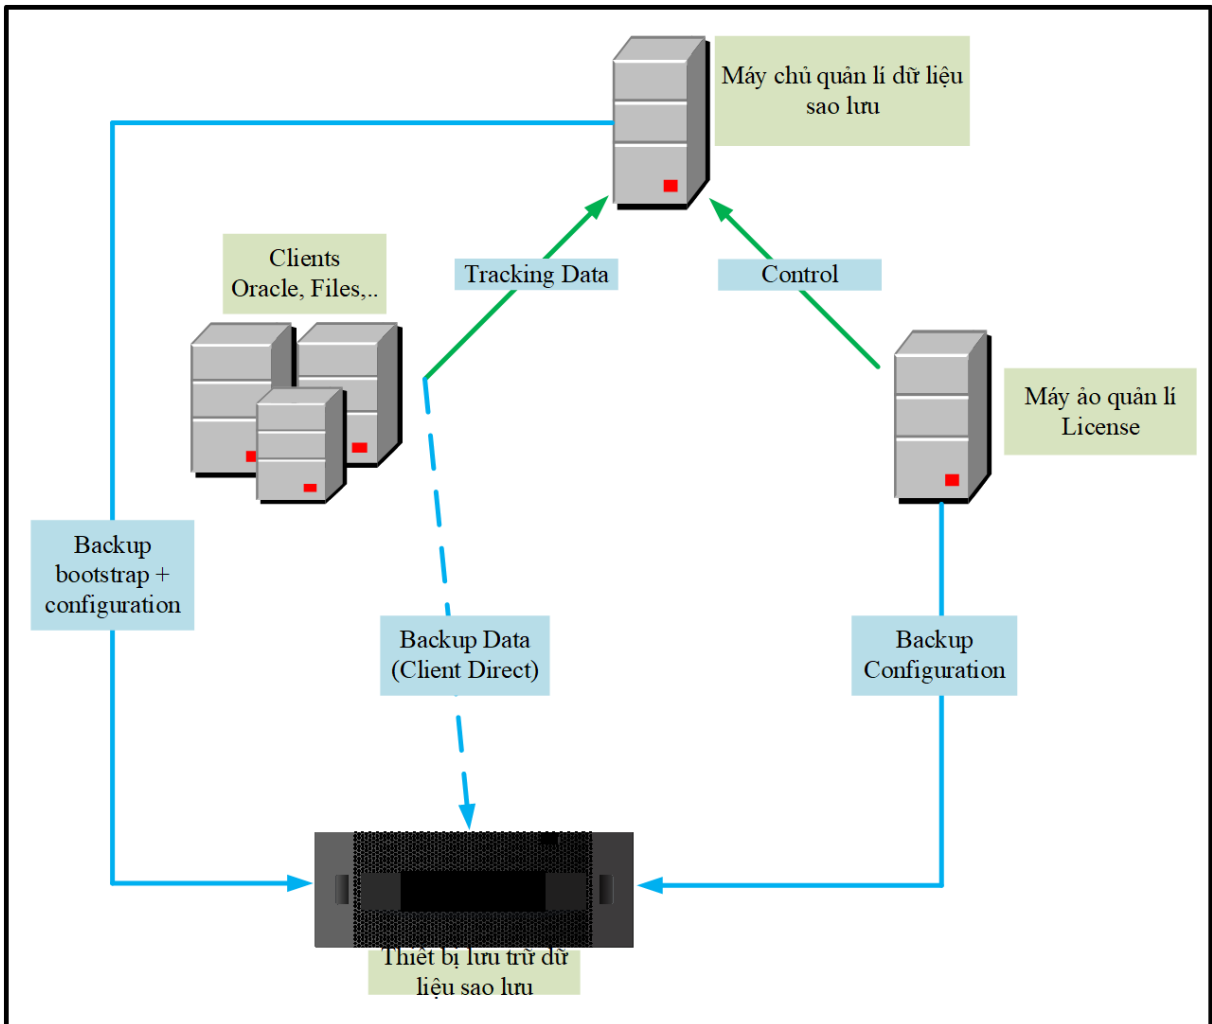 Máy chủ quản lí dữ liệu
sao lưu
Clients
Oracle, Files,..
Tracking Data
Control
Máy ảo quản lí
License
Backup
bootstrap +
configuration
Backup Data
(Client Direct)
Backup
Configuration
Thiết bị lưu trữ dữ
liệu sao lưu